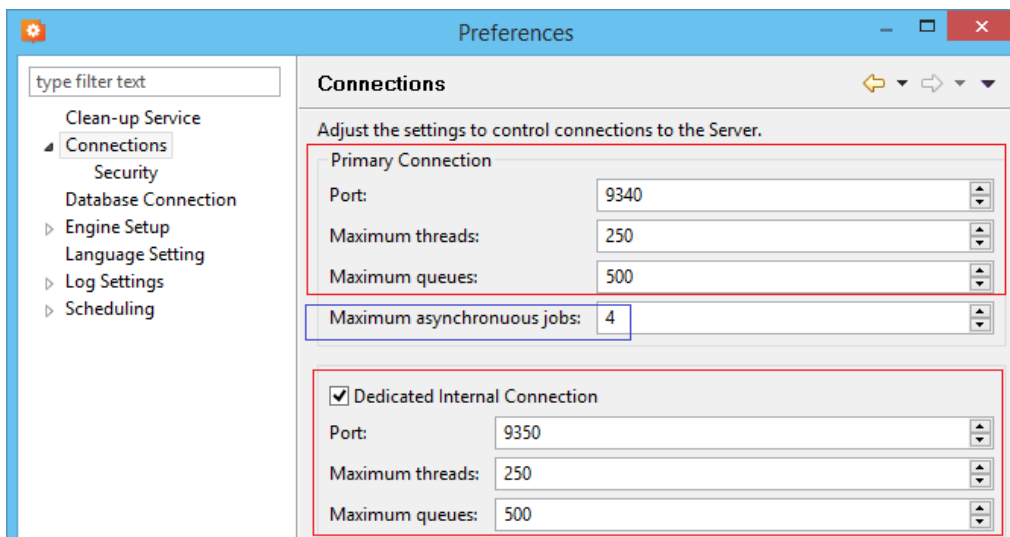 Preferences
type filter text
Clean-up Service
Connections
Security
Database Connection
Engine Setup
Language Setting
Log Settings
Scheduling
Connections
Adjust the settings to control connections to the Server.
Primary Connection
Port: 9340
Maximum threads: 250
Maximum queues: 500
Maximum asynchronuous jobs: 4
Dedicated Internal Connection
Port: 9350
Maximum threads: 250
Maximum queues: 500